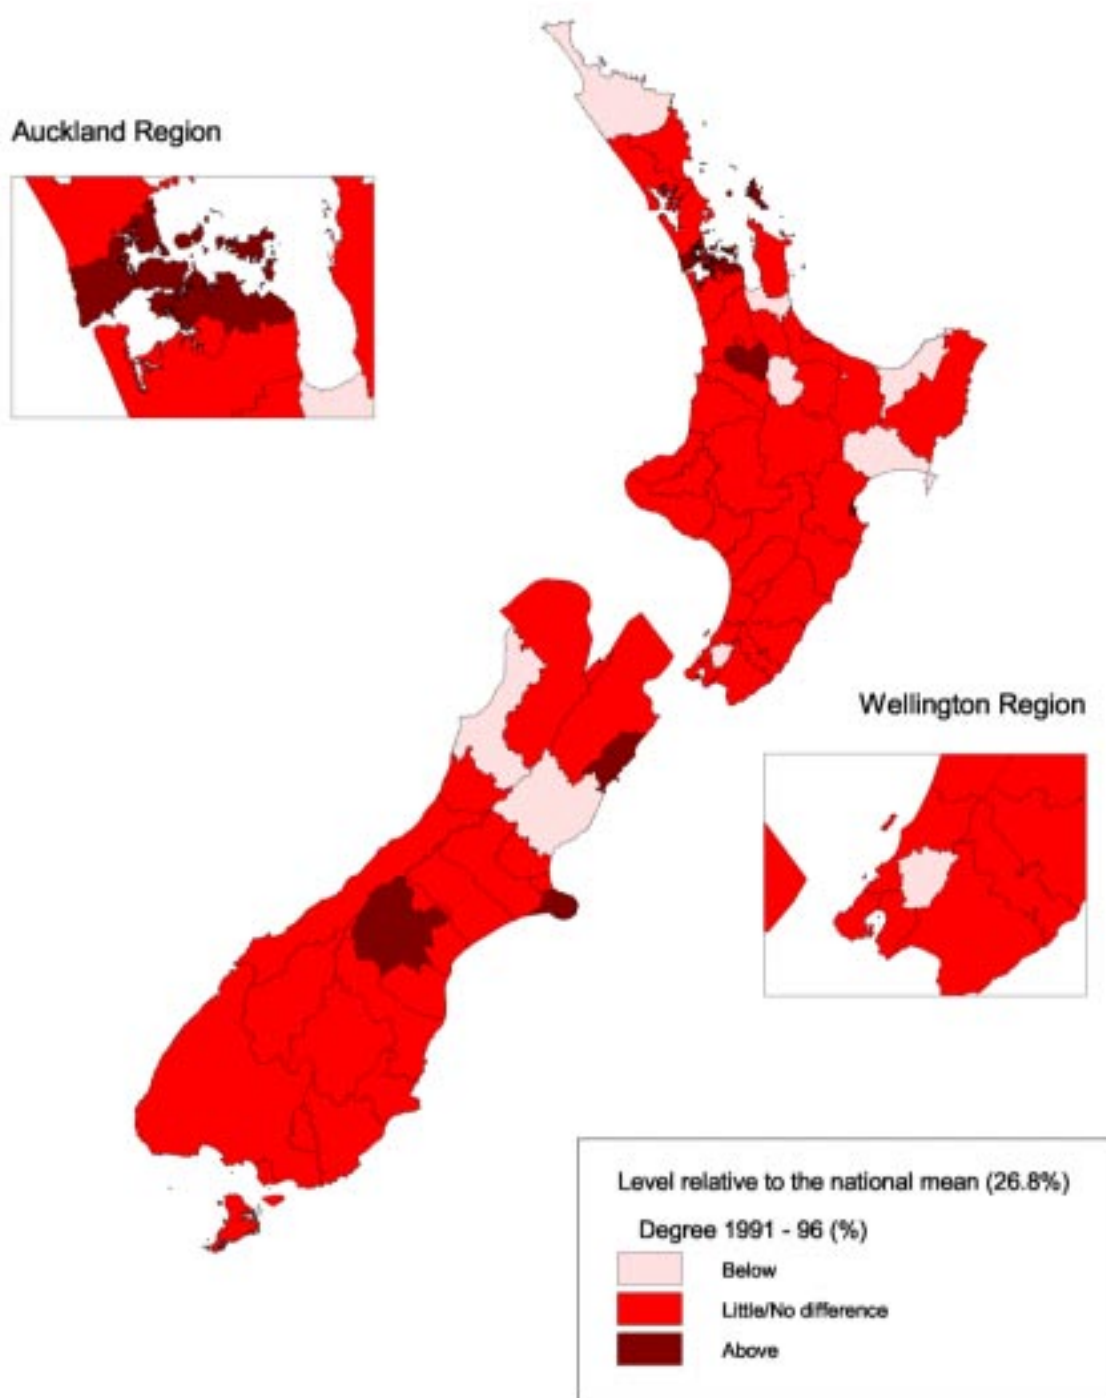 Auckland Region
Wellington Region
Level relative to the national mean (26.8%)
Degree 1991 - 96 (%)
Below
Little/No difference
Above